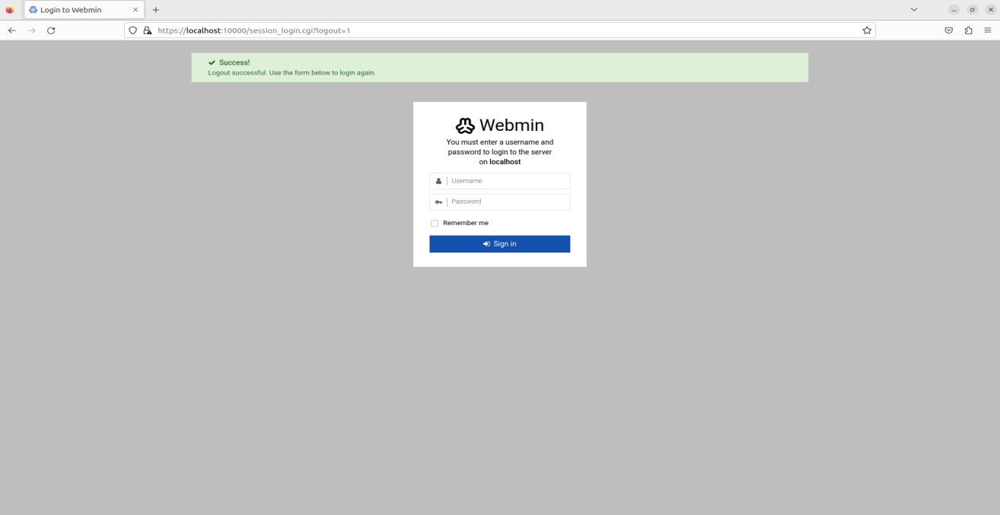 Login to Webmin
https://localhost:10000/session_login.cgi?logout=1
Success!
Logout successful. Use the form below to login again.
Webmin
You must enter a username and
password to login to the server
on localhost
Username
Password
Remember me
Sign in